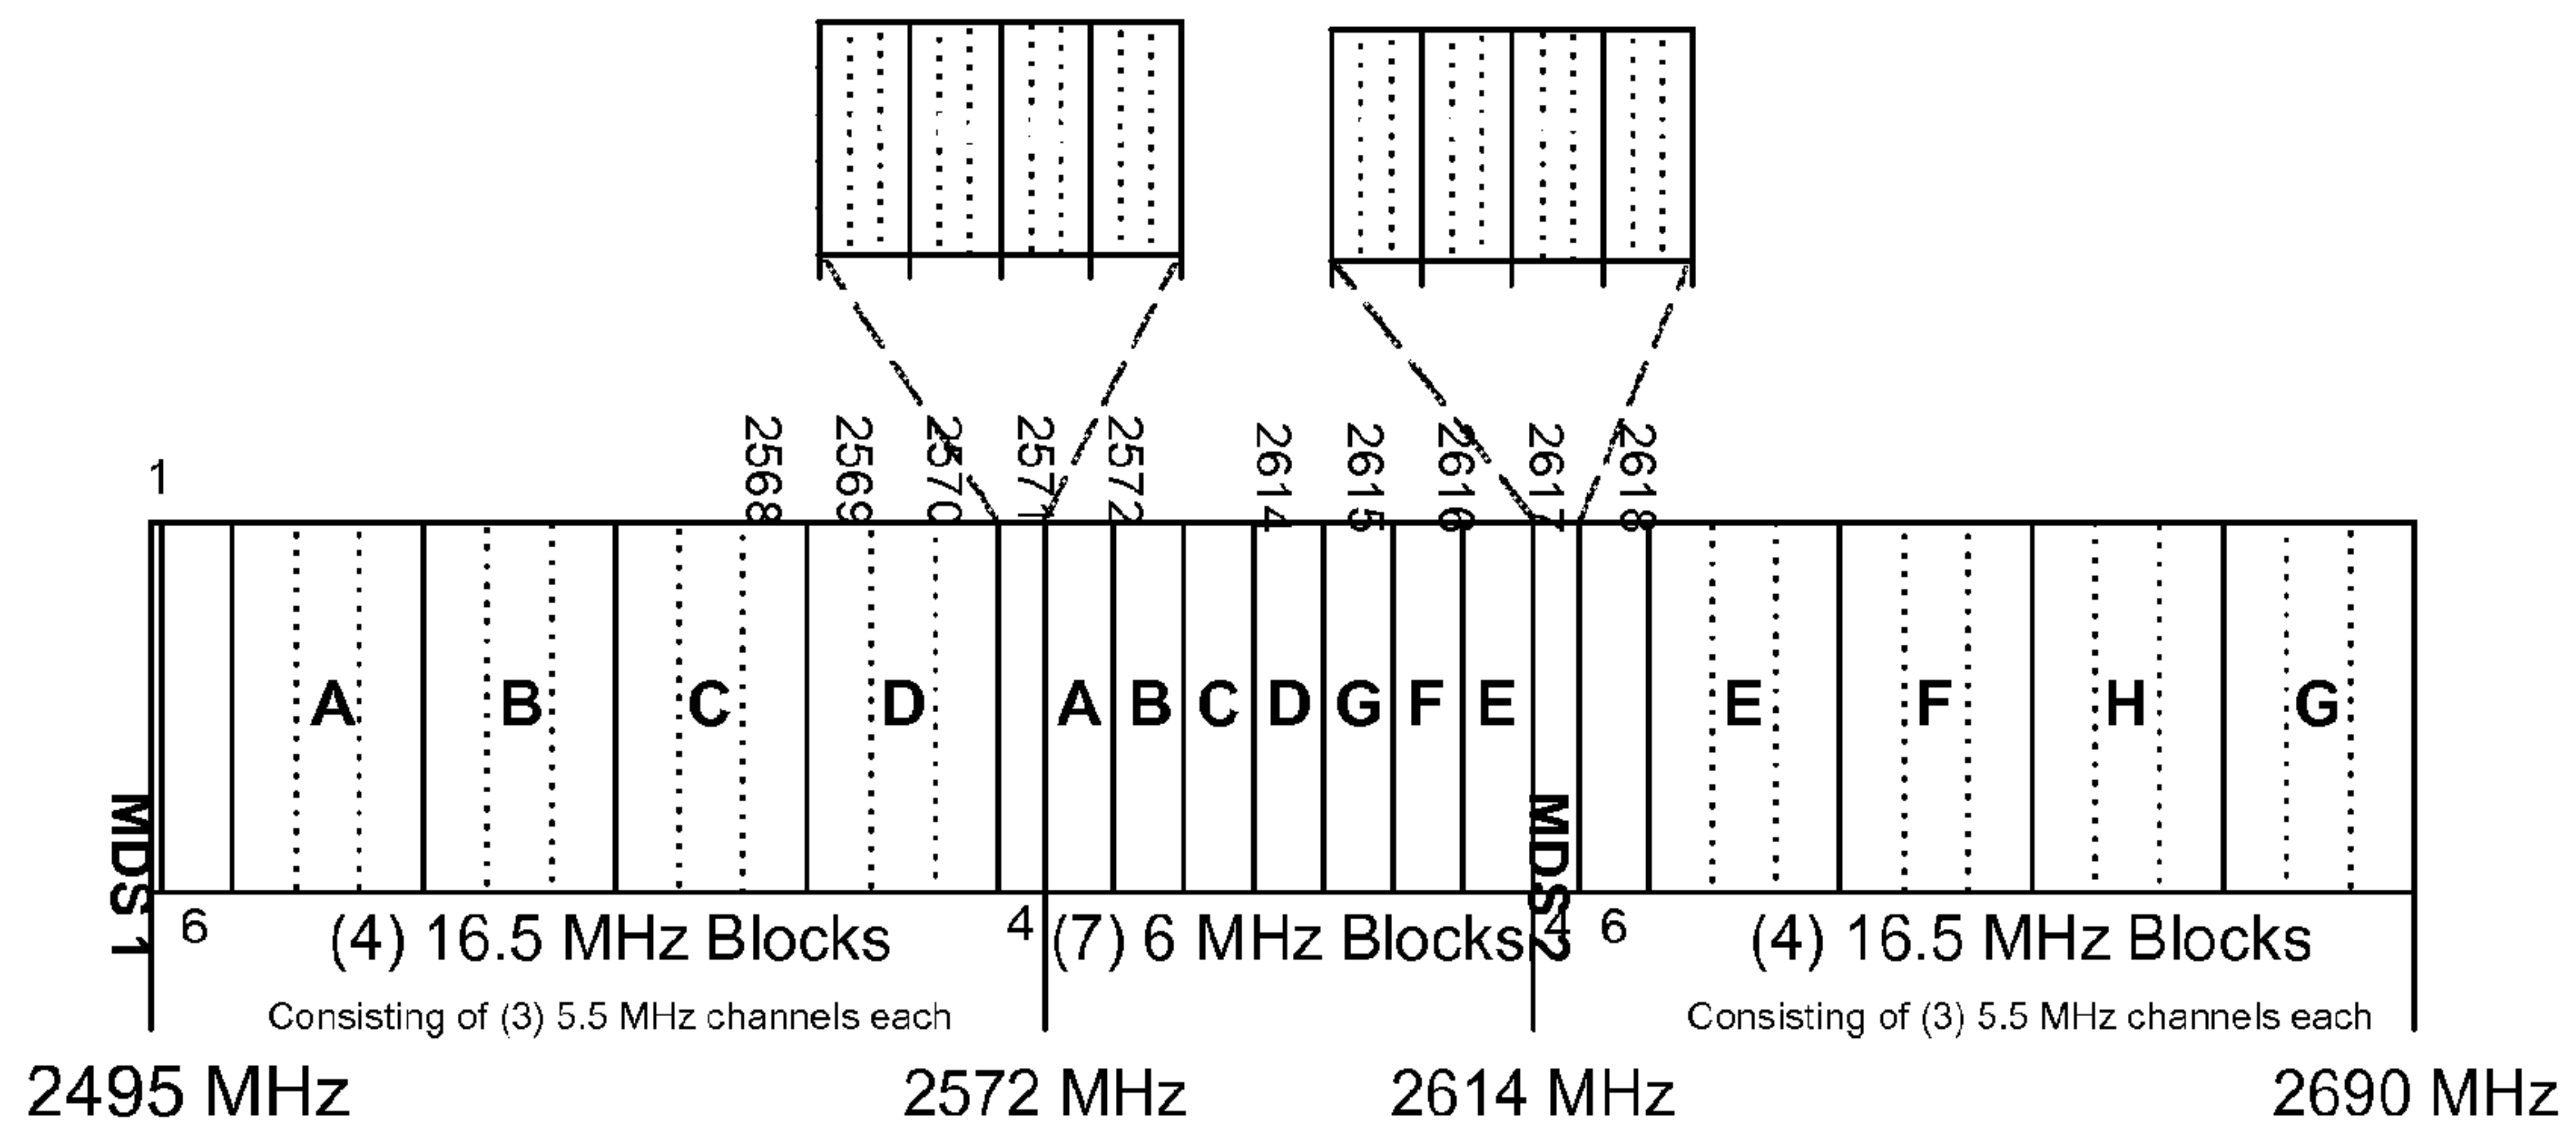 2568 2569 2570 2571 2572 2614 2615 2616 2617 2618
1
A B C D A B C D G F E E F H G
MDS 1
MDS 2
6 (4) 16.5 MHz Blocks 4 (7) 6 MHz Blocks 4 6 (4) 16.5 MHz Blocks
Consisting of (3) 5.5 MHz channels each Consisting of (3) 5.5 MHz channels each
2495 MHz 2572 MHz 2614 MHz 2690 MHz